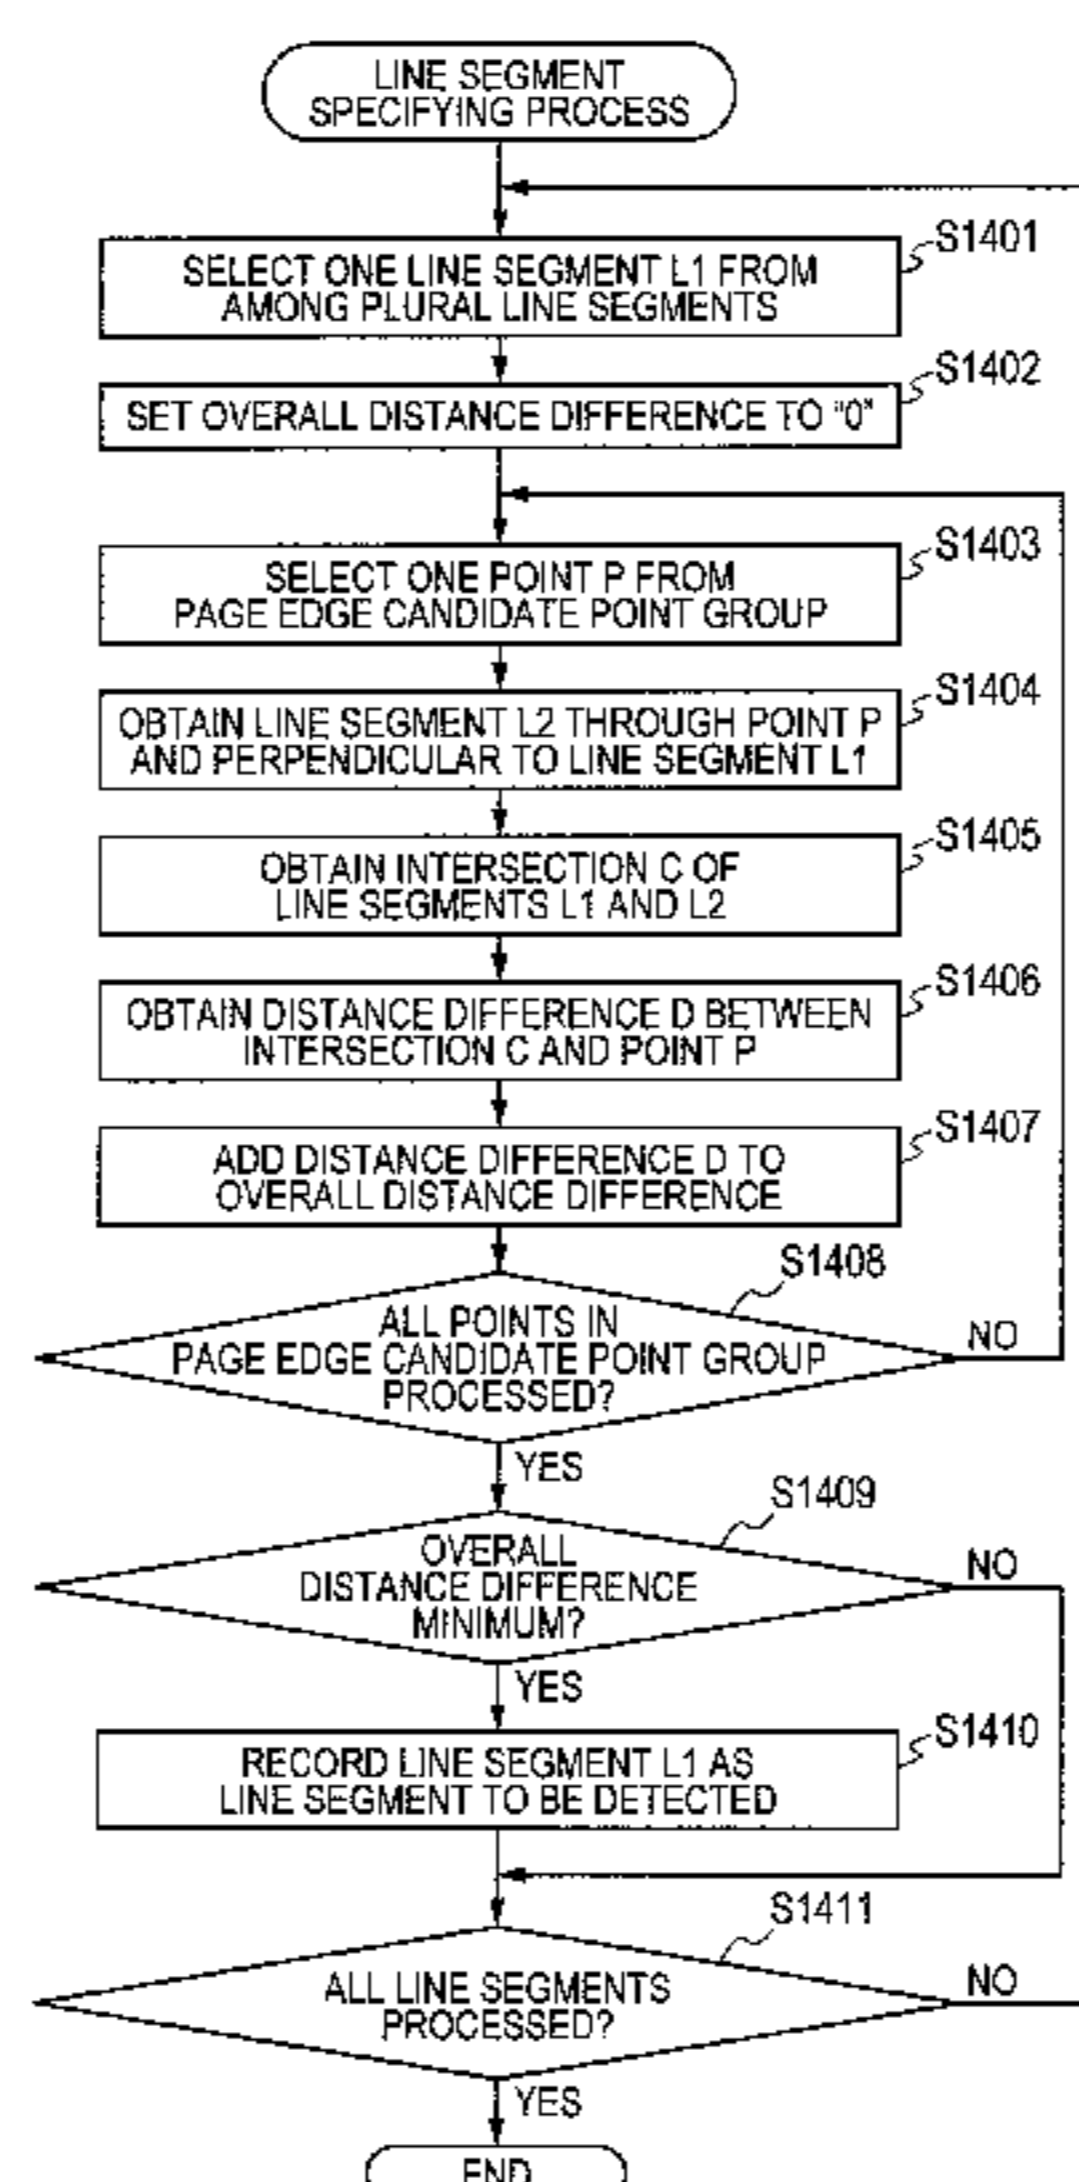 LINE SEGMENT
SPECIFYING PROCESS
S1401
SELECT ONE LINE SEGMENT L1 FROM
AMONG PLURAL LINE SEGMENTS
S1402
SET OVERALL DISTANCE DIFFERENCE TO "0"
S1403
SELECT ONE POINT P FROM
PAGE EDGE CANDIDATE POINT GROUP
S1404
OBTAIN LINE SEGMENT L2 THROUGH POINT P
AND PERPENDICULAR TO LINE SEGMENT L1
S1405
OBTAIN INTERSECTION C OF
LINE SEGMENTS L1 AND L2
S1406
OBTAIN DISTANCE DIFFERENCE D BETWEEN
INTERSECTION C AND POINT P
S1407
ADD DISTANCE DIFFERENCE D TO
OVERALL DISTANCE DIFFERENCE
S1408
ALL POINTS IN
PAGE EDGE CANDIDATE POINT GROUP
PROCESSED?
NO
YES
S1409
OVERALL
DISTANCE DIFFERENCE
MINIMUM?
NO
YES
S1410
RECORD LINE SEGMENT L1 AS
LINE SEGMENT TO BE DETECTED
S1411
ALL LINE SEGMENTS
PROCESSED?
NO
YES
END